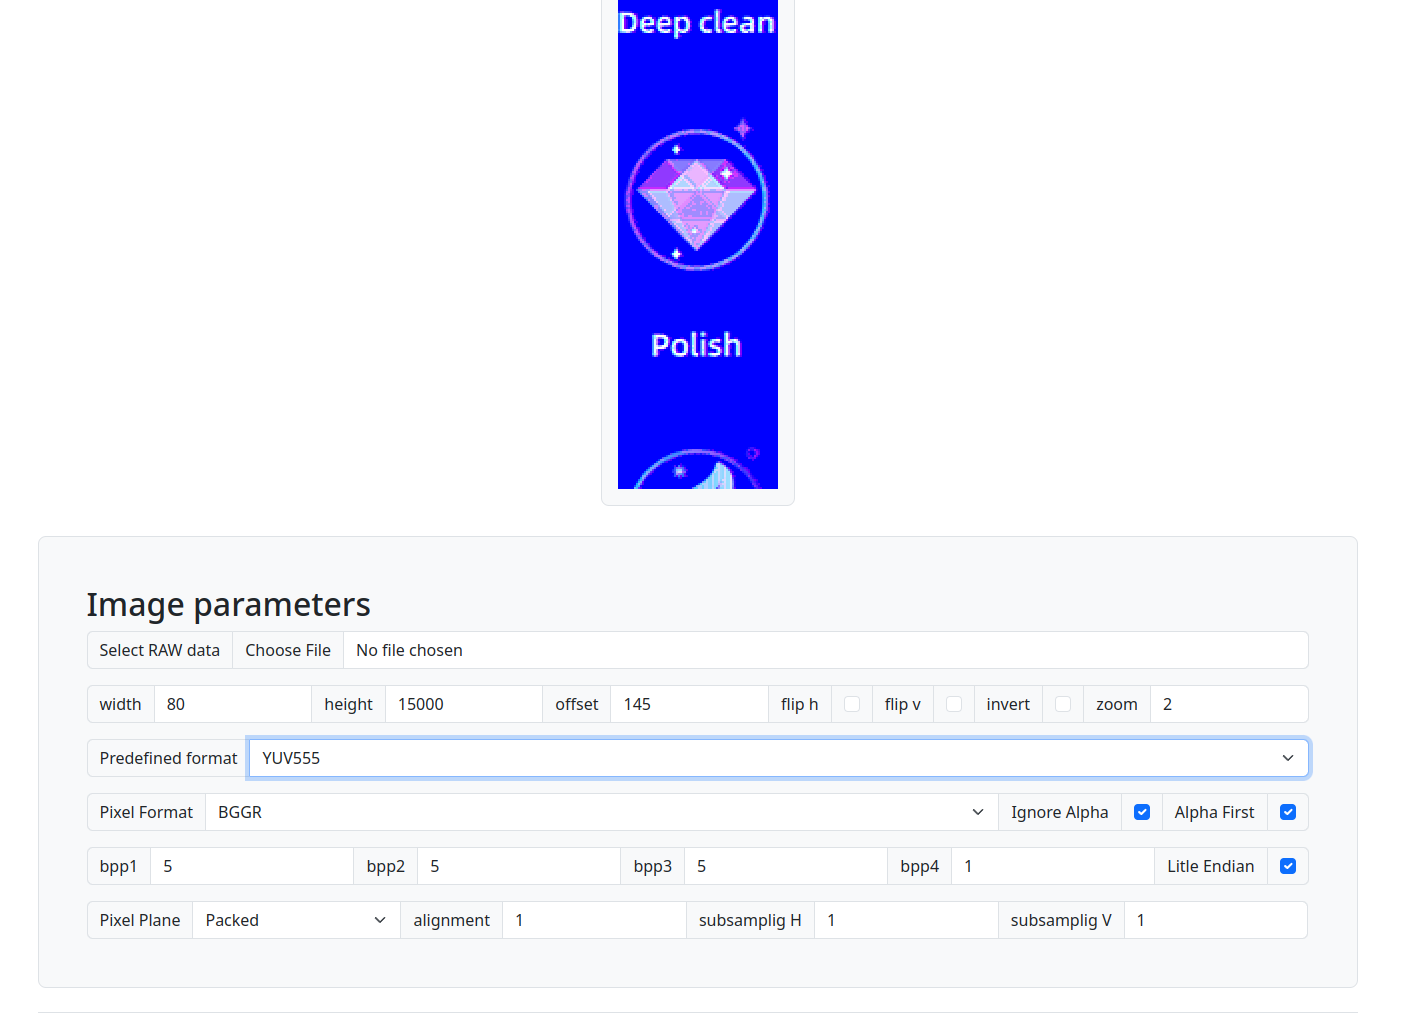 Deep clean
Polish
Image parameters
Select RAW data Choose File No file chosen
width 80 height 15000 offset 145 flip h flip v invert zoom 2
Predefined format YUV555
Pixel Format BGGR Ignore Alpha Alpha First
bpp1 5 bpp2 5 bpp3 5 bpp4 1 Litle Endian
Pixel Plane Packed alignment 1 subsamplig H 1 subsamplig V 1